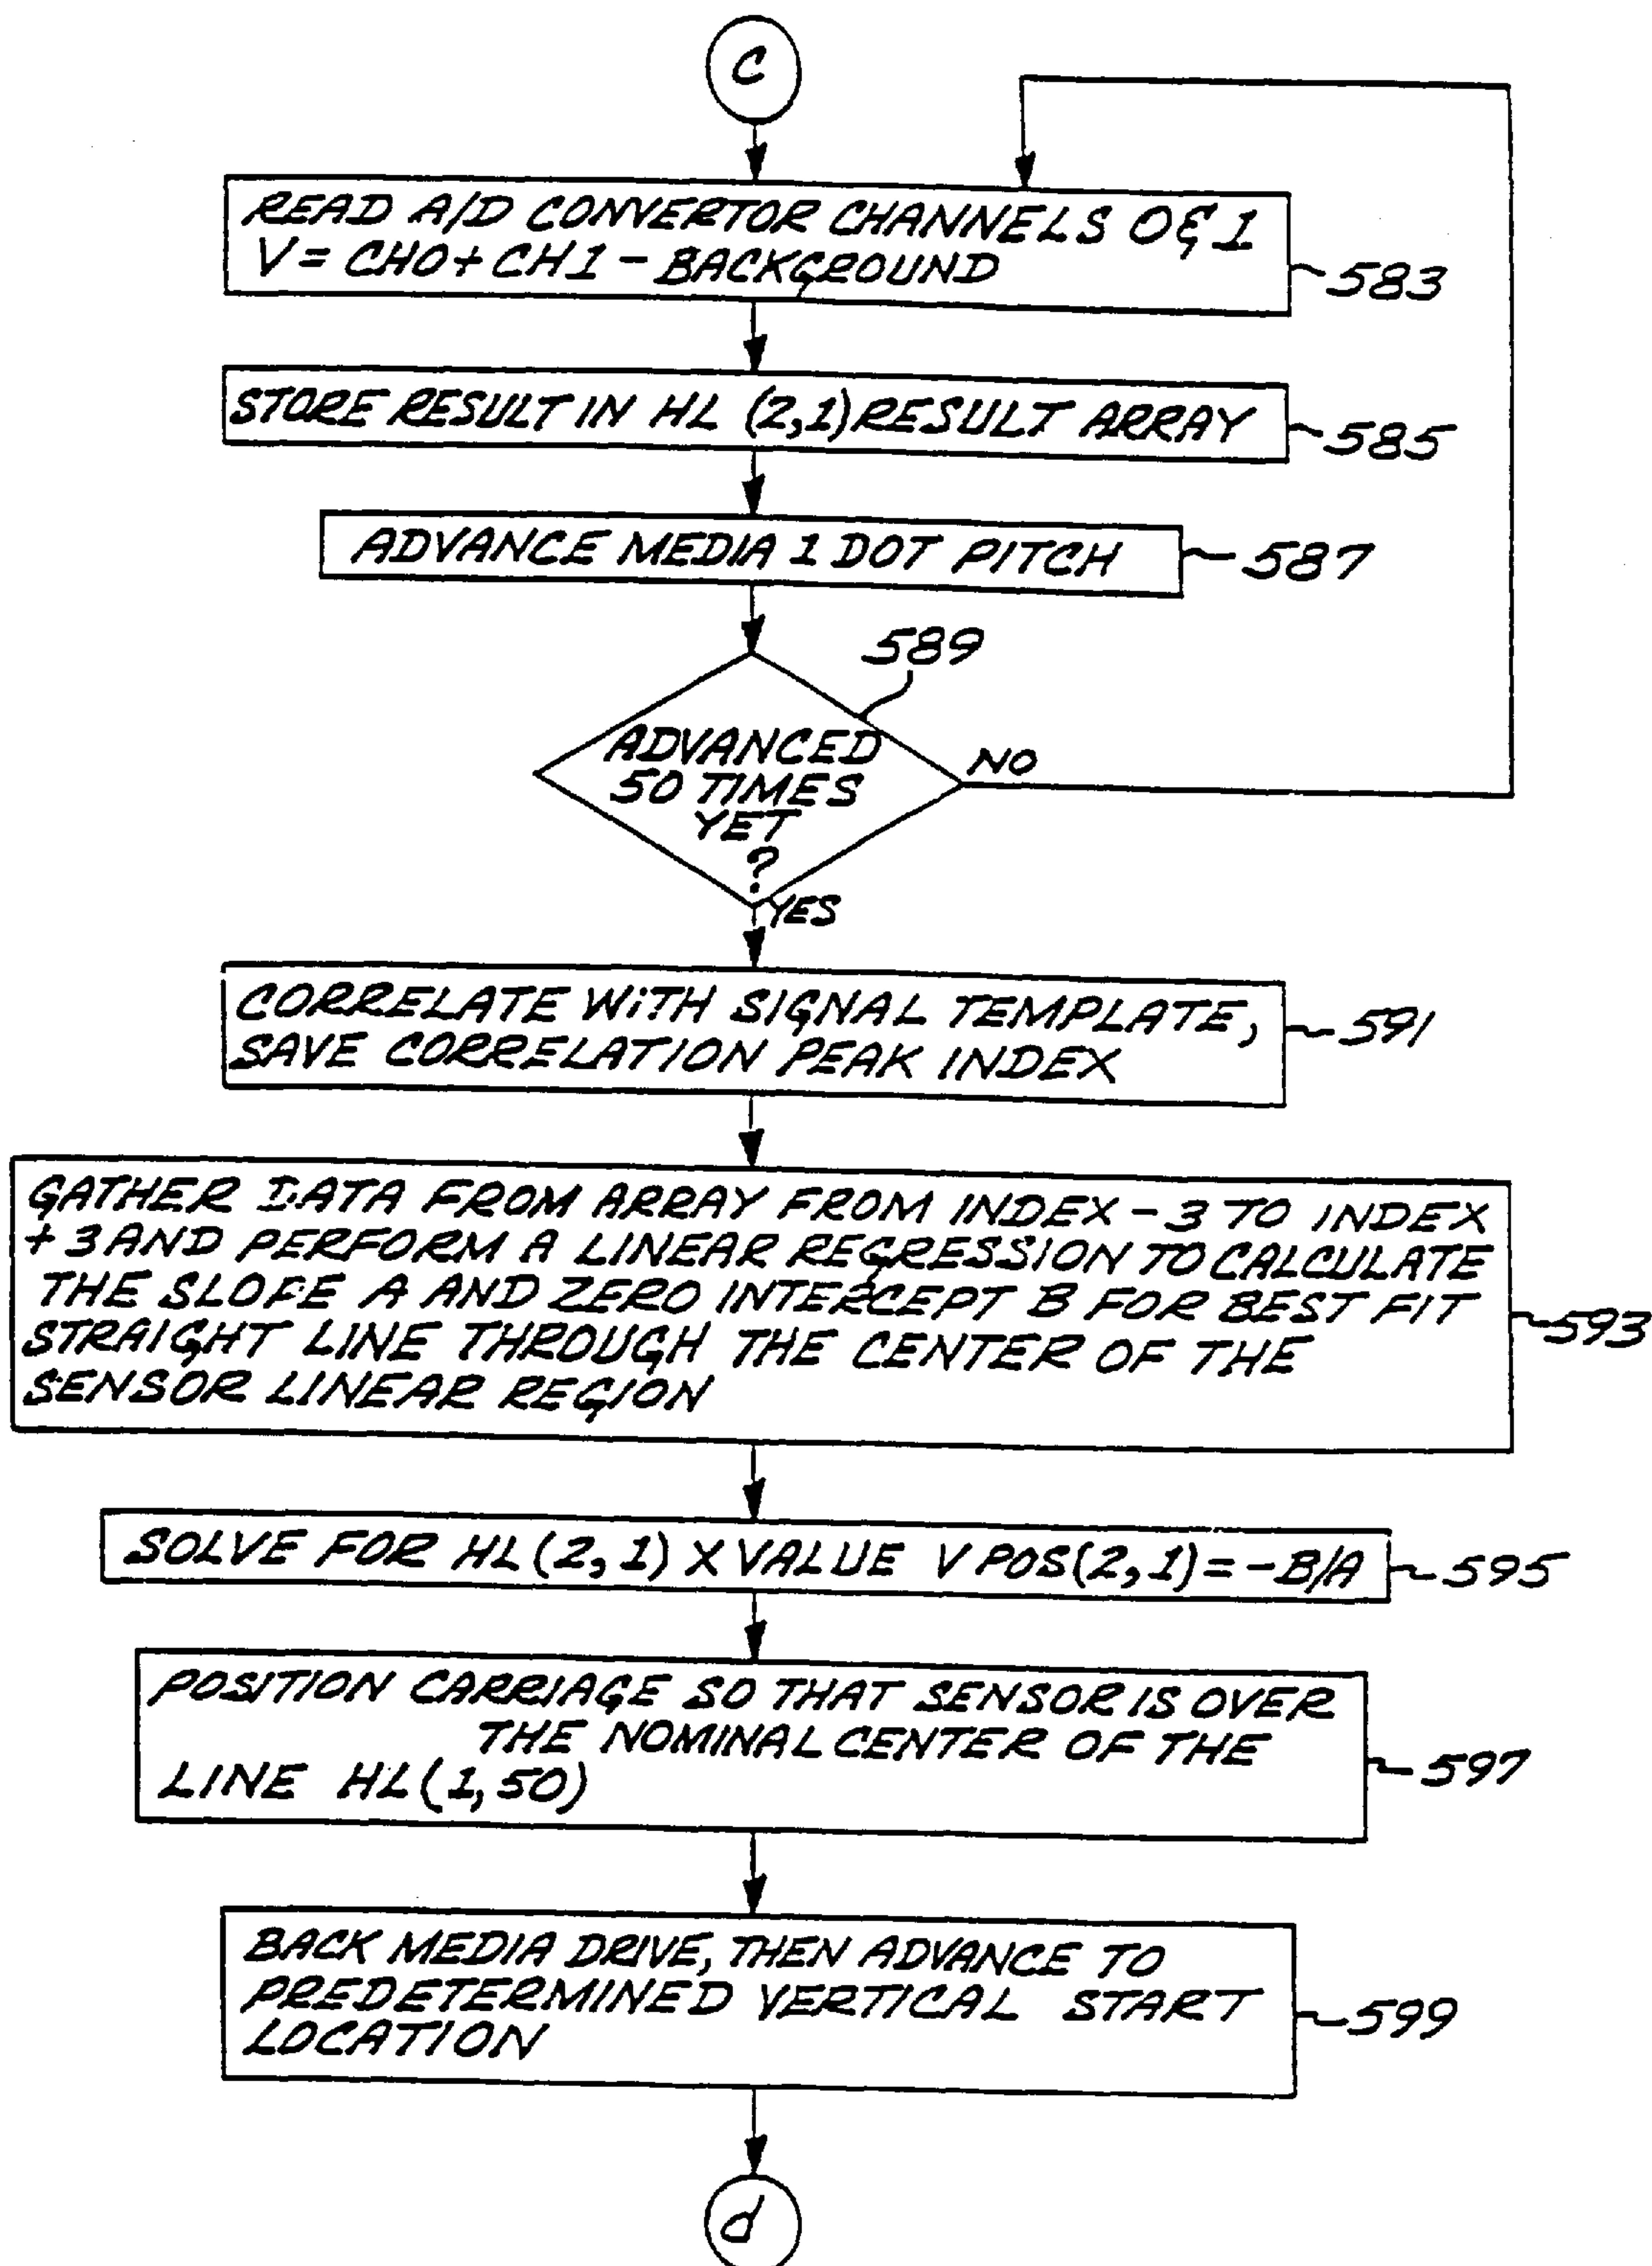 C
READ A/D CONVERTOR CHANNELS 0 & 1
V = CH0 + CH1 - BACKGROUND
583
STORE RESULT IN HL (2,1) RESULT ARRAY
585
ADVANCE MEDIA 1 DOT PITCH
587
589
ADVANCED
50 TIMES
YET
?
NO
YES
CORRELATE WiTH SIGNAL TEMPLATE,
SAVE CORRELATION PEAK INDEX
591
GATHER DATA FROM ARRAY FROM INDEX - 3 TO INDEX
+ 3 AND PERFORM A LINEAR REGRESSION TO CALCULATE
THE SLOPE A AND ZERO INTERCEPT B FOR BEST FIT
STRAIGHT LINE THROUGH THE CENTER OF THE
SENSOR LINEAR REGION
593
SOLVE FOR HL(2,1) X VALUE V POS(2,1) = -B/A
595
POSITION CARRIAGE SO THAT SENSOR IS OVER
THE NOMINAL CENTER OF THE
LINE HL(1,50)
597
BACK MEDIA DRIVE, THEN ADVANCE TO
PREDETERMINED VERTICAL START
LOCATION
599
d